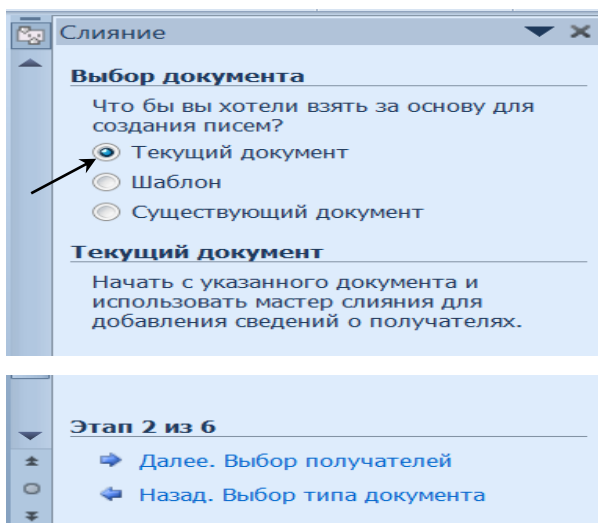 Слияние
Выбор документа
Что бы вы хотели взять за основу для
создания писем?
Текущий документ
Шаблон
Существующий документ
Текущий документ
Начать с указанного документа и
использовать мастер слияния для
добавления сведений о получателях.
Этап 2 из 6
Далее. Выбор получателей
Назад. Выбор типа документа